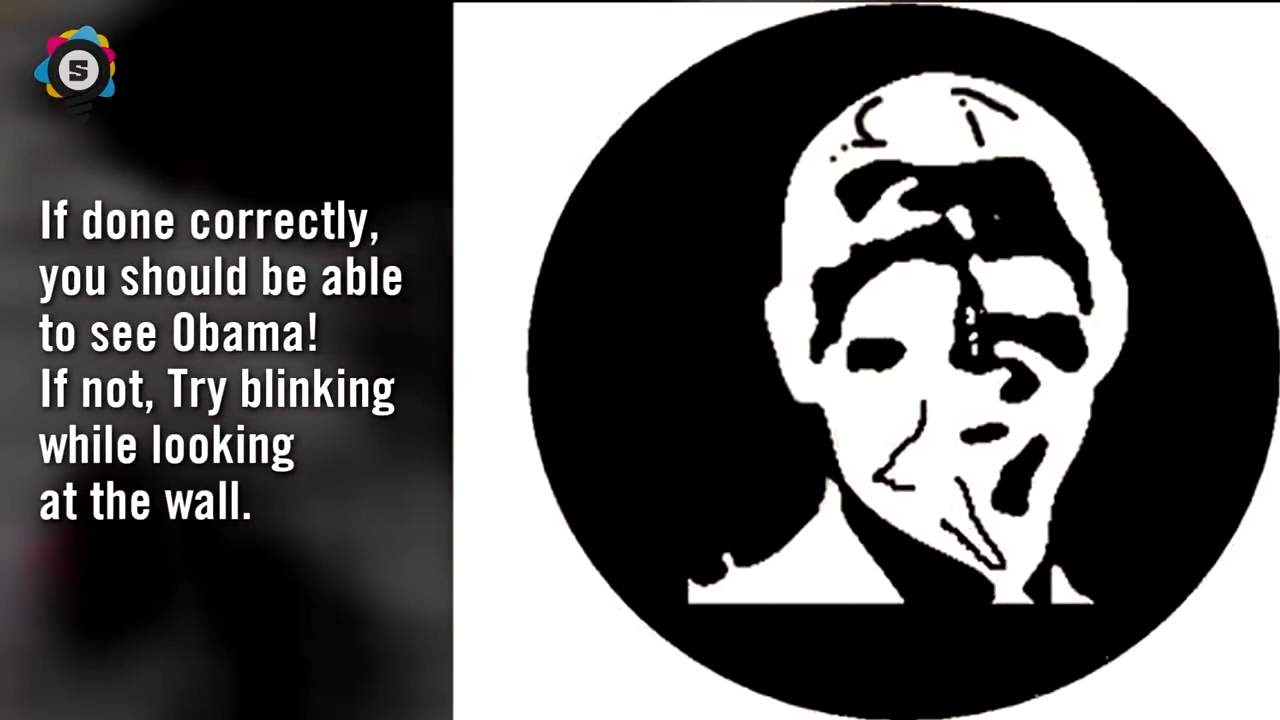 S
If done correctly,
you should be able
to see Obama!
If not, Try blinking
while looking
at the wall.